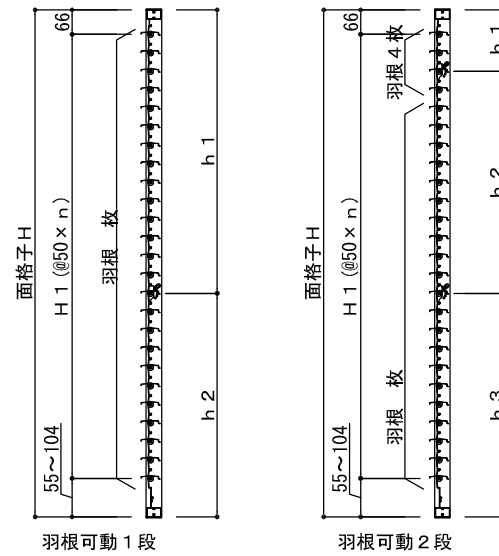 66
面格子H
H1(@50×n)
羽根　枚
h1
h2
55~104
羽根可動1段
66
面格子H
H1(@50×n)
羽根4枚
羽根　枚
h1
h2
h3
55~104
羽根可動2段